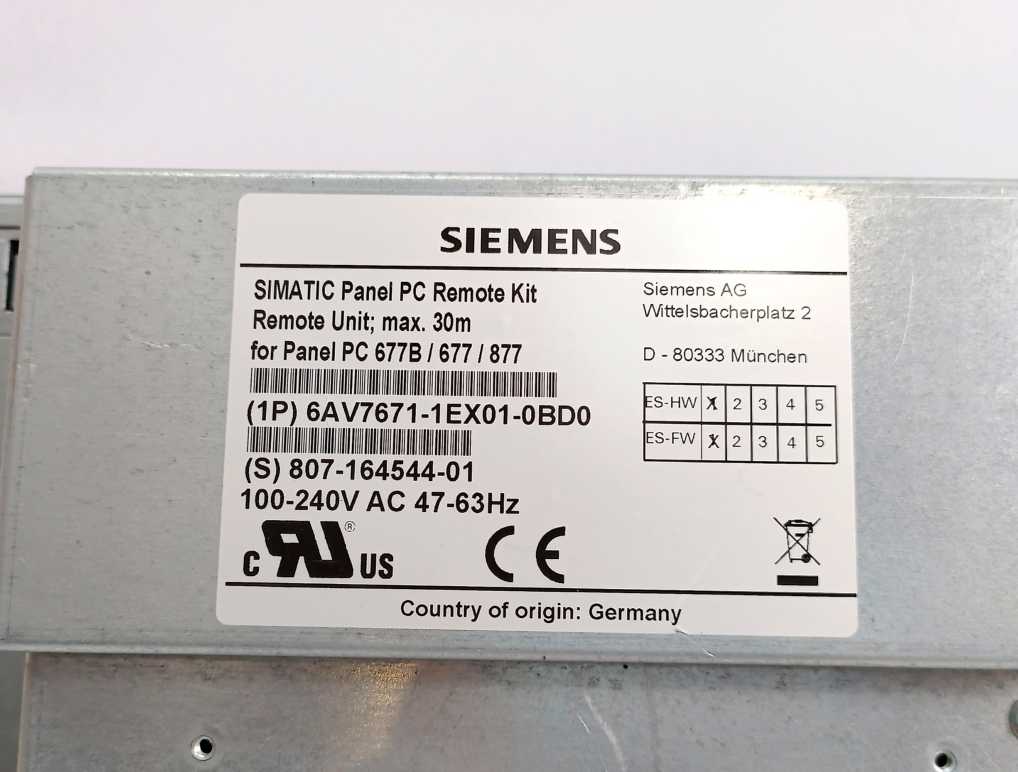 SIEMENS
SIMATIC Panel PC Remote Kit
Remote Unit; max. 30m
for Panel PC 677B / 677 / 877
(1P) 6AV7671-1EX01-0BD0
(S) 807-164544-01
100-240V AC 47-63Hz
Siemens AG
Wittelsbacherplatz 2
D - 80333 München
ES-HW X 2 3 4 5
ES-FW X 2 3 4 5
C RU ® US
CE
Country of origin: Germany